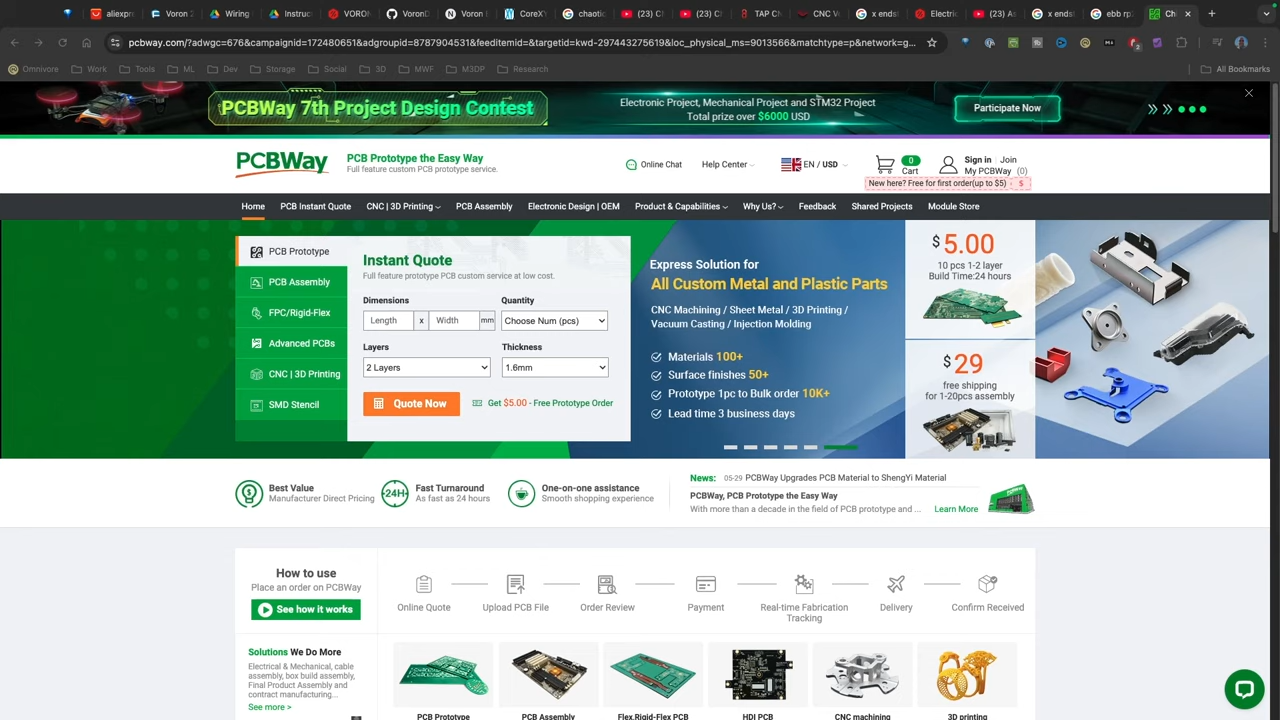 aliexpr
Voron 2
Wiring
Instruc
VORON
VoronD
Voron 2
CoreXY
chaotic
(23) C
(23) C
TAP CN
CNC Vo
x endst
Electric
(23) As
x endst
ebb rp
Ch
pcbway.com/?adwgc=676&campaignid=172480651&adgroupid=8787904531&feeditemid=&targetid=kwd-297443275619&loc_physical_ms=9013566&matchtype=p&network=g...
Omnivore
Work
Tools
ML
Dev
Storage
Social
3D
MWF
M3DP
Research
All Bookmarks
PCBWay 7th Project Design Contest
Electronic Project, Mechanical Project and STM32 Project
Total prize over $6000 USD
Participate Now
PCBWay
PCB Prototype the Easy Way
Full feature custom PCB prototype service.
Online Chat
Help Center
EN / USD
0
Cart
Sign in | Join
My PCBWay (0)
New here? Free for first order(up to $5)
$
Home
PCB Instant Quote
CNC | 3D Printing
PCB Assembly
Electronic Design | OEM
Product & Capabilities
Why Us?
Feedback
Shared Projects
Module Store
PCB Prototype
PCB Assembly
FPC/Rigid-Flex
Advanced PCBs
CNC | 3D Printing
SMD Stencil
Instant Quote
Full feature prototype PCB custom service at low cost.
Dimensions
Quantity
Length x Width mm
Choose Num (pcs)
Layers
Thickness
2 Layers
1.6mm
Quote Now
Get $5.00 - Free Prototype Order
Express Solution for
All Custom Metal and Plastic Parts
CNC Machining / Sheet Metal / 3D Printing /
Vacuum Casting / Injection Molding
Materials 100+
Surface finishes 50+
Prototype 1pc to Bulk order 10K+
Lead time 3 business days
$5.00
10 pcs 1-2 layer
Build Time:24 hours
$29
free shipping
for 1-20pcs assembly
Best Value
Manufacturer Direct Pricing
24H
Fast Turnaround
As fast as 24 hours
One-on-one assistance
Smooth shopping experience
News: 05-29 PCBWay Upgrades PCB Material to ShengYi Material
PCBWay, PCB Prototype the Easy Way
With more than a decade in the field of PCB prototype and ... Learn More
How to use
Place an order on PCBWay
See how it works
Online Quote
Upload PCB File
Order Review
Payment
Real-time Fabrication
Tracking
Delivery
Confirm Received
Solutions We Do More
Electrical & Mechanical, cable
assembly, box build assembly,
Final Product Assembly and
contract manufacturing...
See more >
PCB Prototype
PCB Assembly
Flex,Rigid-Flex PCB
HDI PCB
CNC machining
3D printing